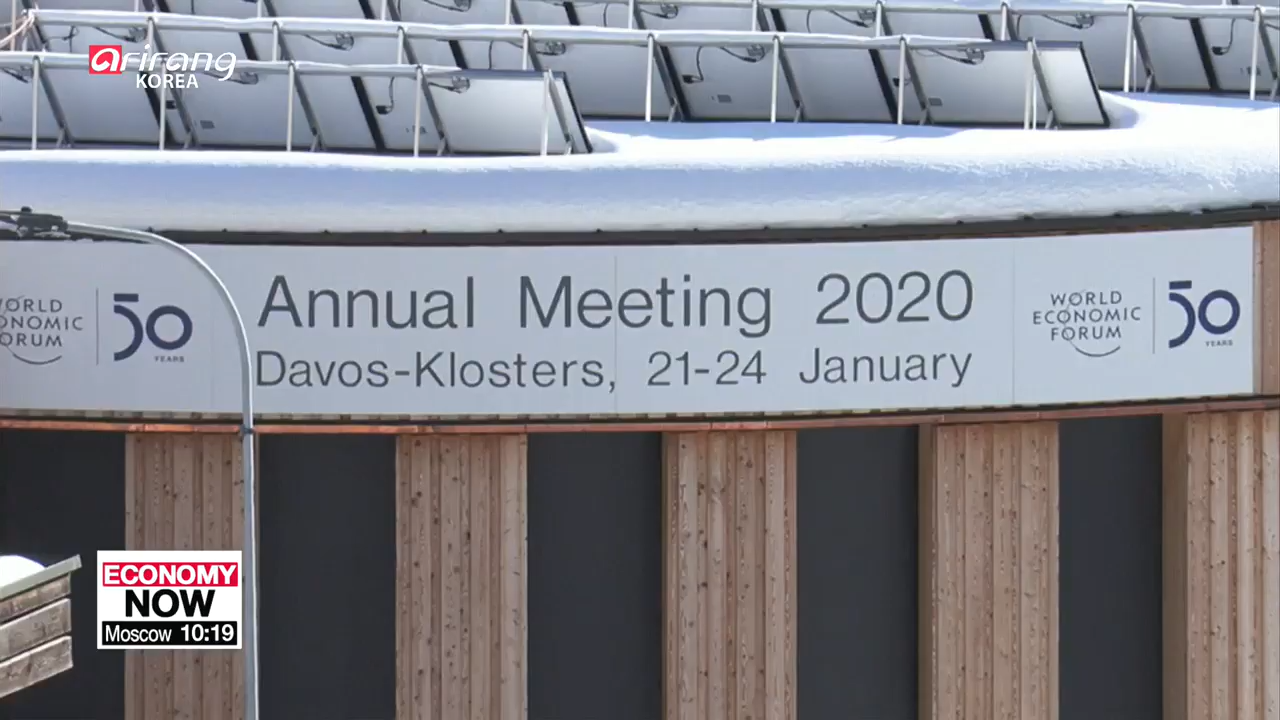 arirang
KOREA
WORLD
ECONOMIC
FORUM
50
YEARS
Annual Meeting 2020
Davos-Klosters, 21-24 January
WORLD
ECONOMIC
FORUM
50
YEARS
ECONOMY
NOW
Moscow 10:19